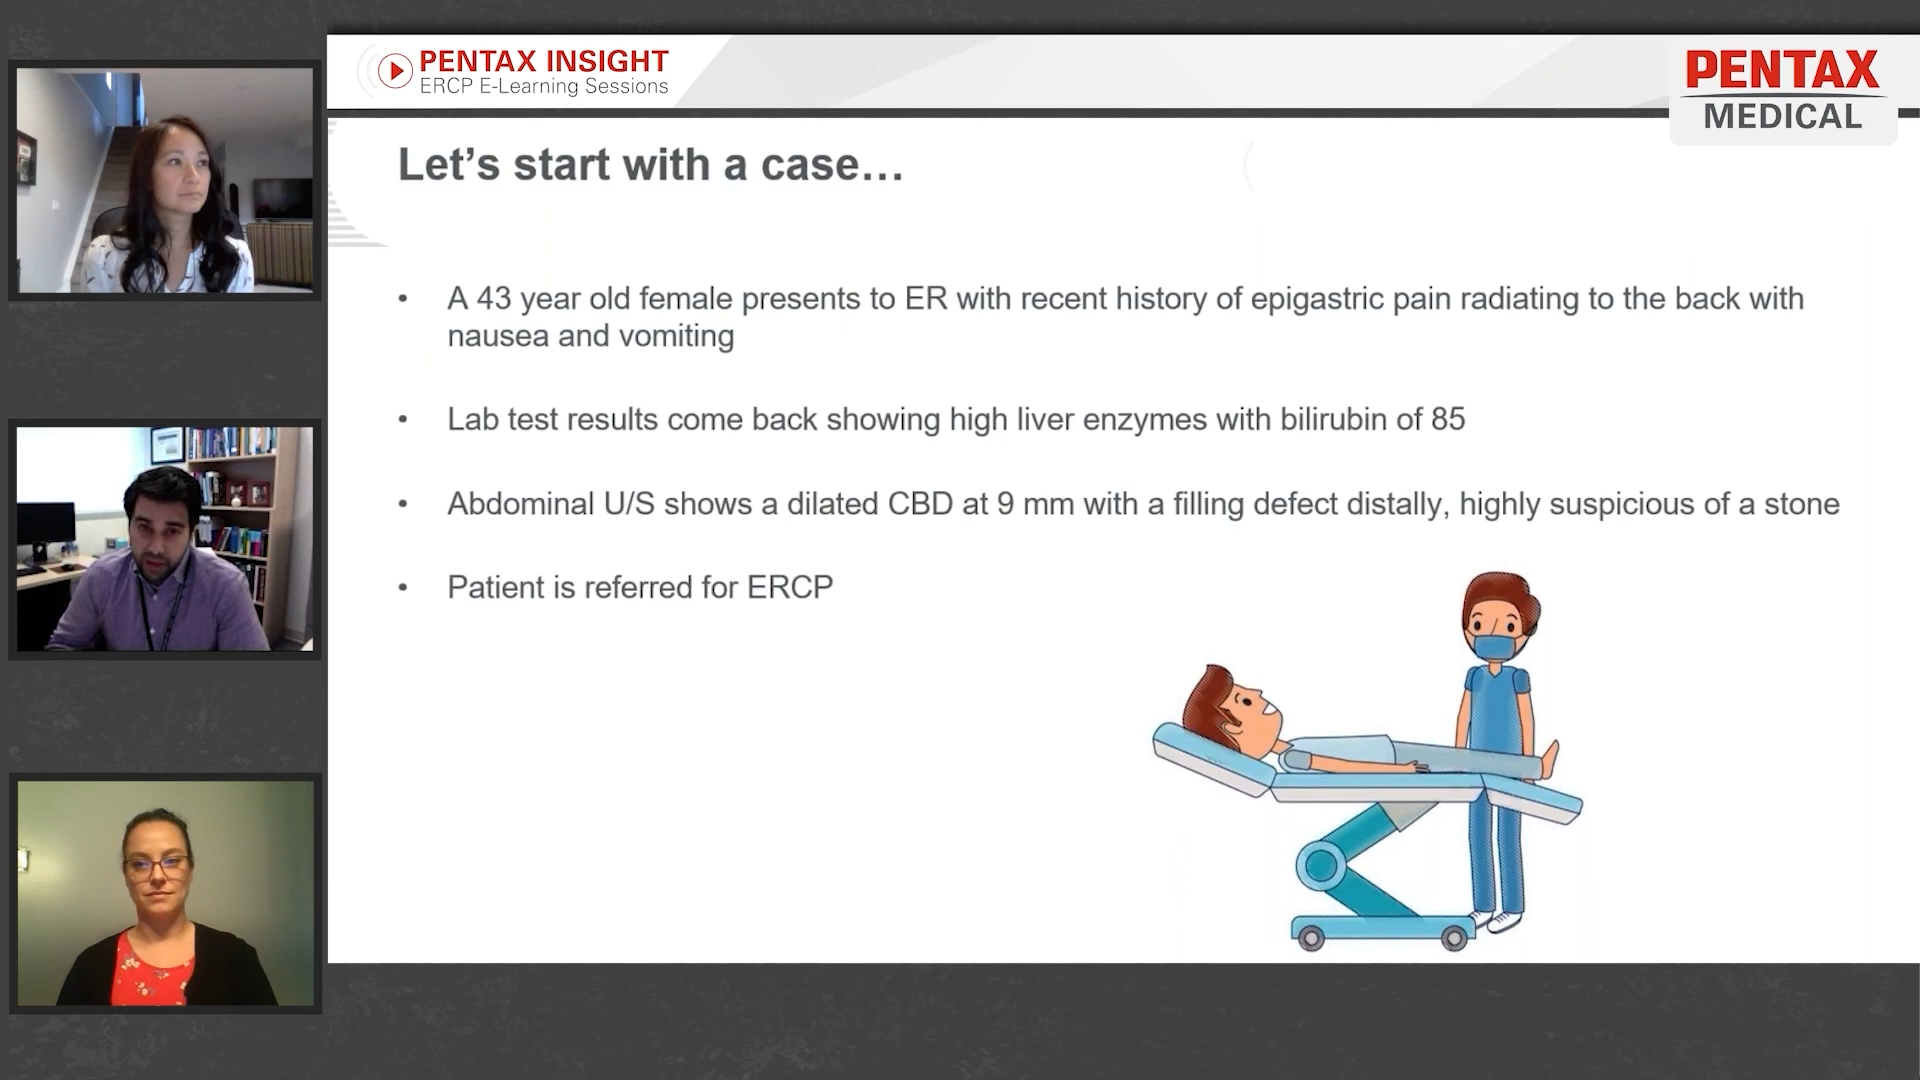 PENTAX INSIGHT
ERCP E-Learning Sessions
PENTAX
MEDICAL
Let’s start with a case…
• A 43 year old female presents to ER with recent history of epigastric pain radiating to the back with
nausea and vomiting
• Lab test results come back showing high liver enzymes with bilirubin of 85
• Abdominal U/S shows a dilated CBD at 9 mm with a filling defect distally, highly suspicious of a stone
• Patient is referred for ERCP